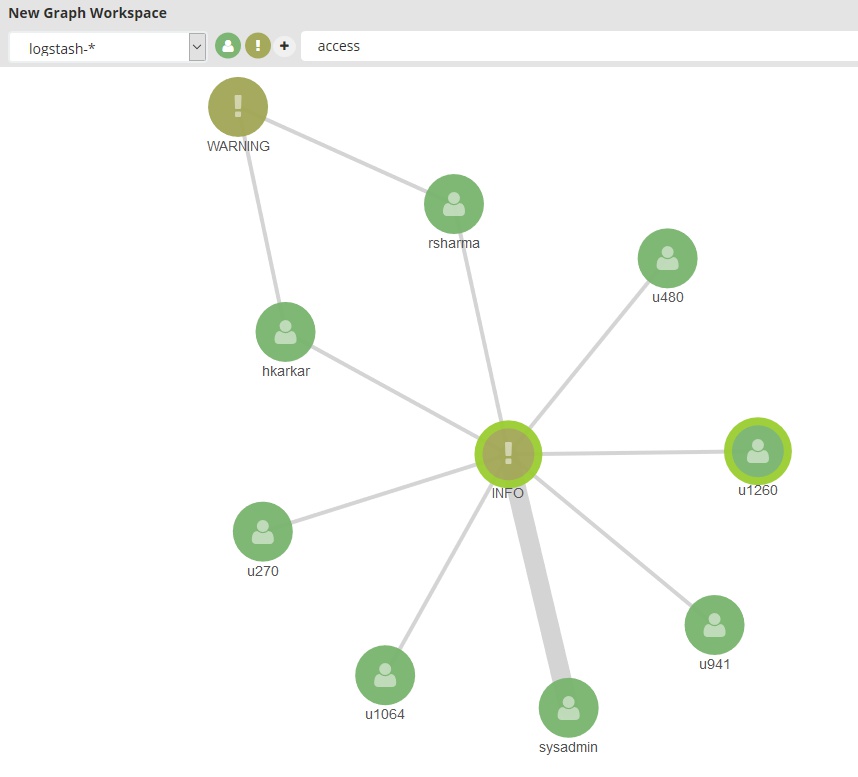 New Graph Workspace
logstash-*
! + access
!
WARNING
rsharma
u480
hkarkar
!
INFO
u1260
u270
u941
u1064
sysadmin